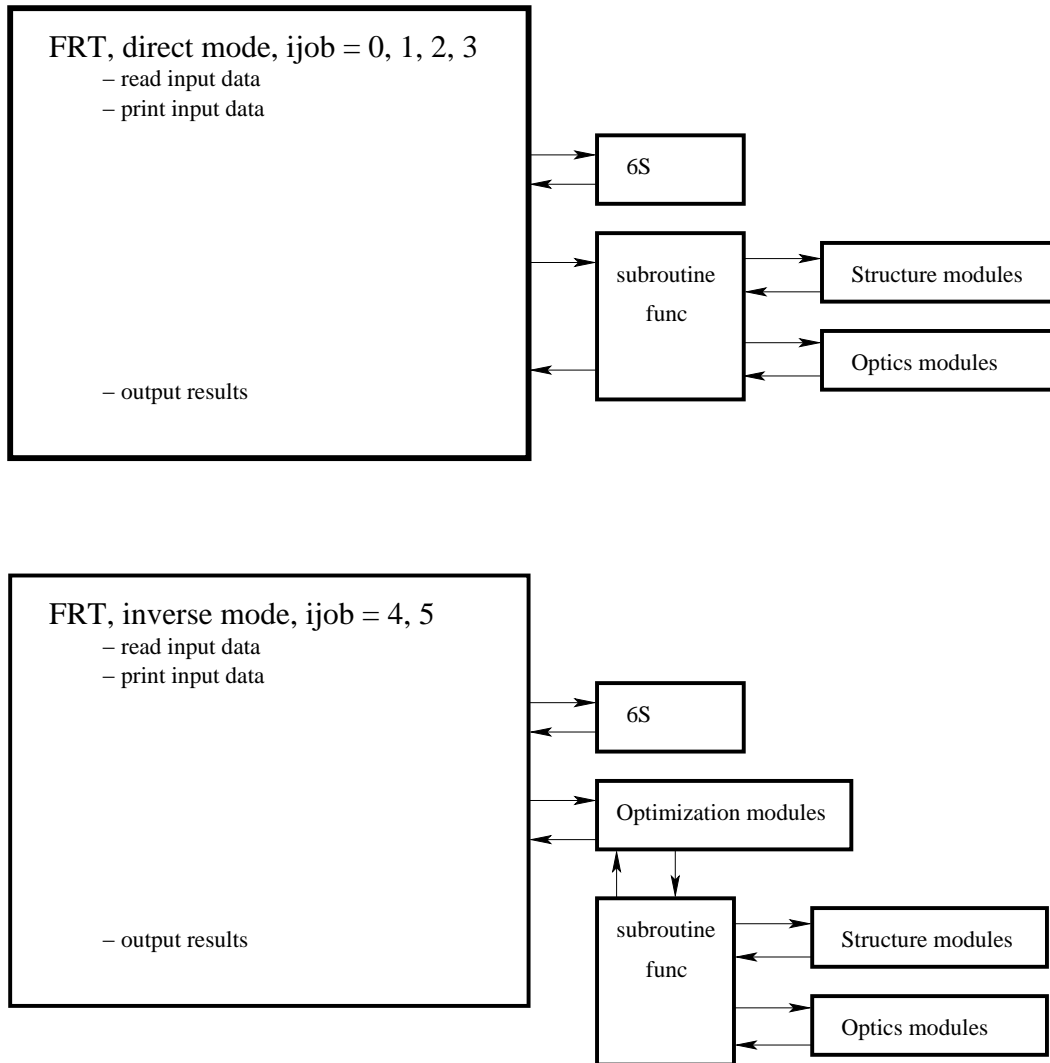 FRT, direct mode, ijob = 0, 1, 2, 3
– read input data
– print input data
6S
subroutine
func
Structure modules
Optics modules
– output results
FRT, inverse mode, ijob = 4, 5
– read input data
– print input data
6S
Optimization modules
subroutine
func
Structure modules
Optics modules
– output results